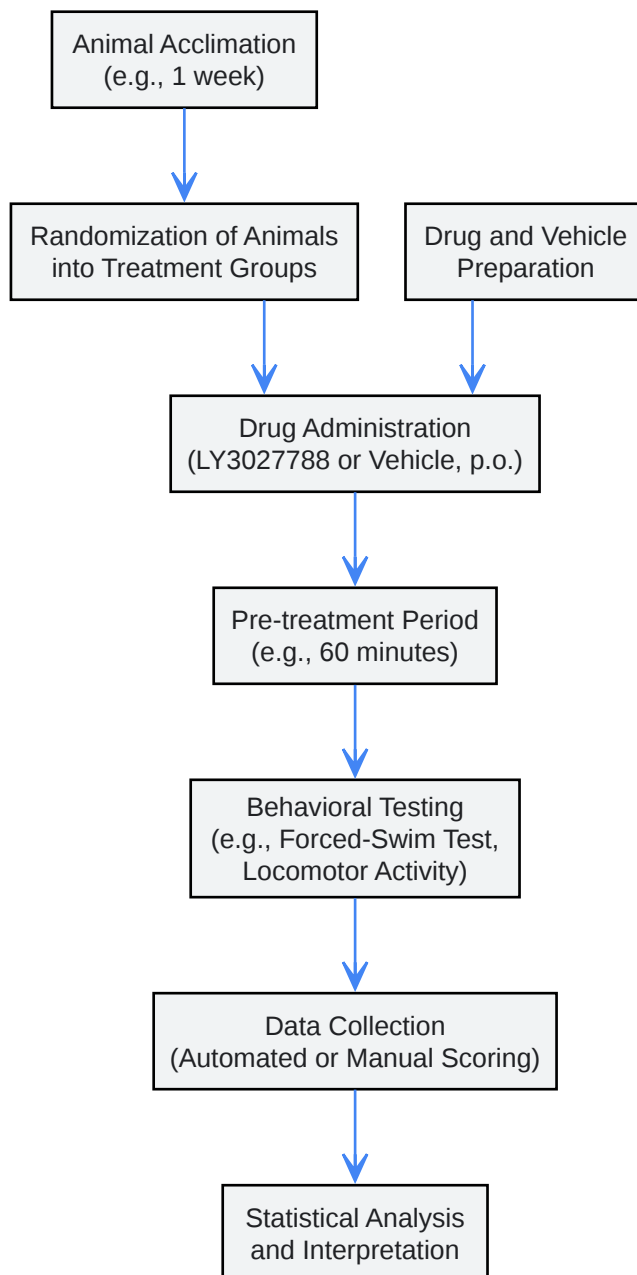 Animal Acclimation
(e.g., 1 week)
Randomization of Animals
into Treatment Groups
Drug and Vehicle
Preparation
Drug Administration
(LY3027788 or Vehicle, p.o.)
Pre-treatment Period
(e.g., 60 minutes)
Behavioral Testing
(e.g., Forced-Swim Test,
Locomotor Activity)
Data Collection
(Automated or Manual Scoring)
Statistical Analysis
and Interpretation